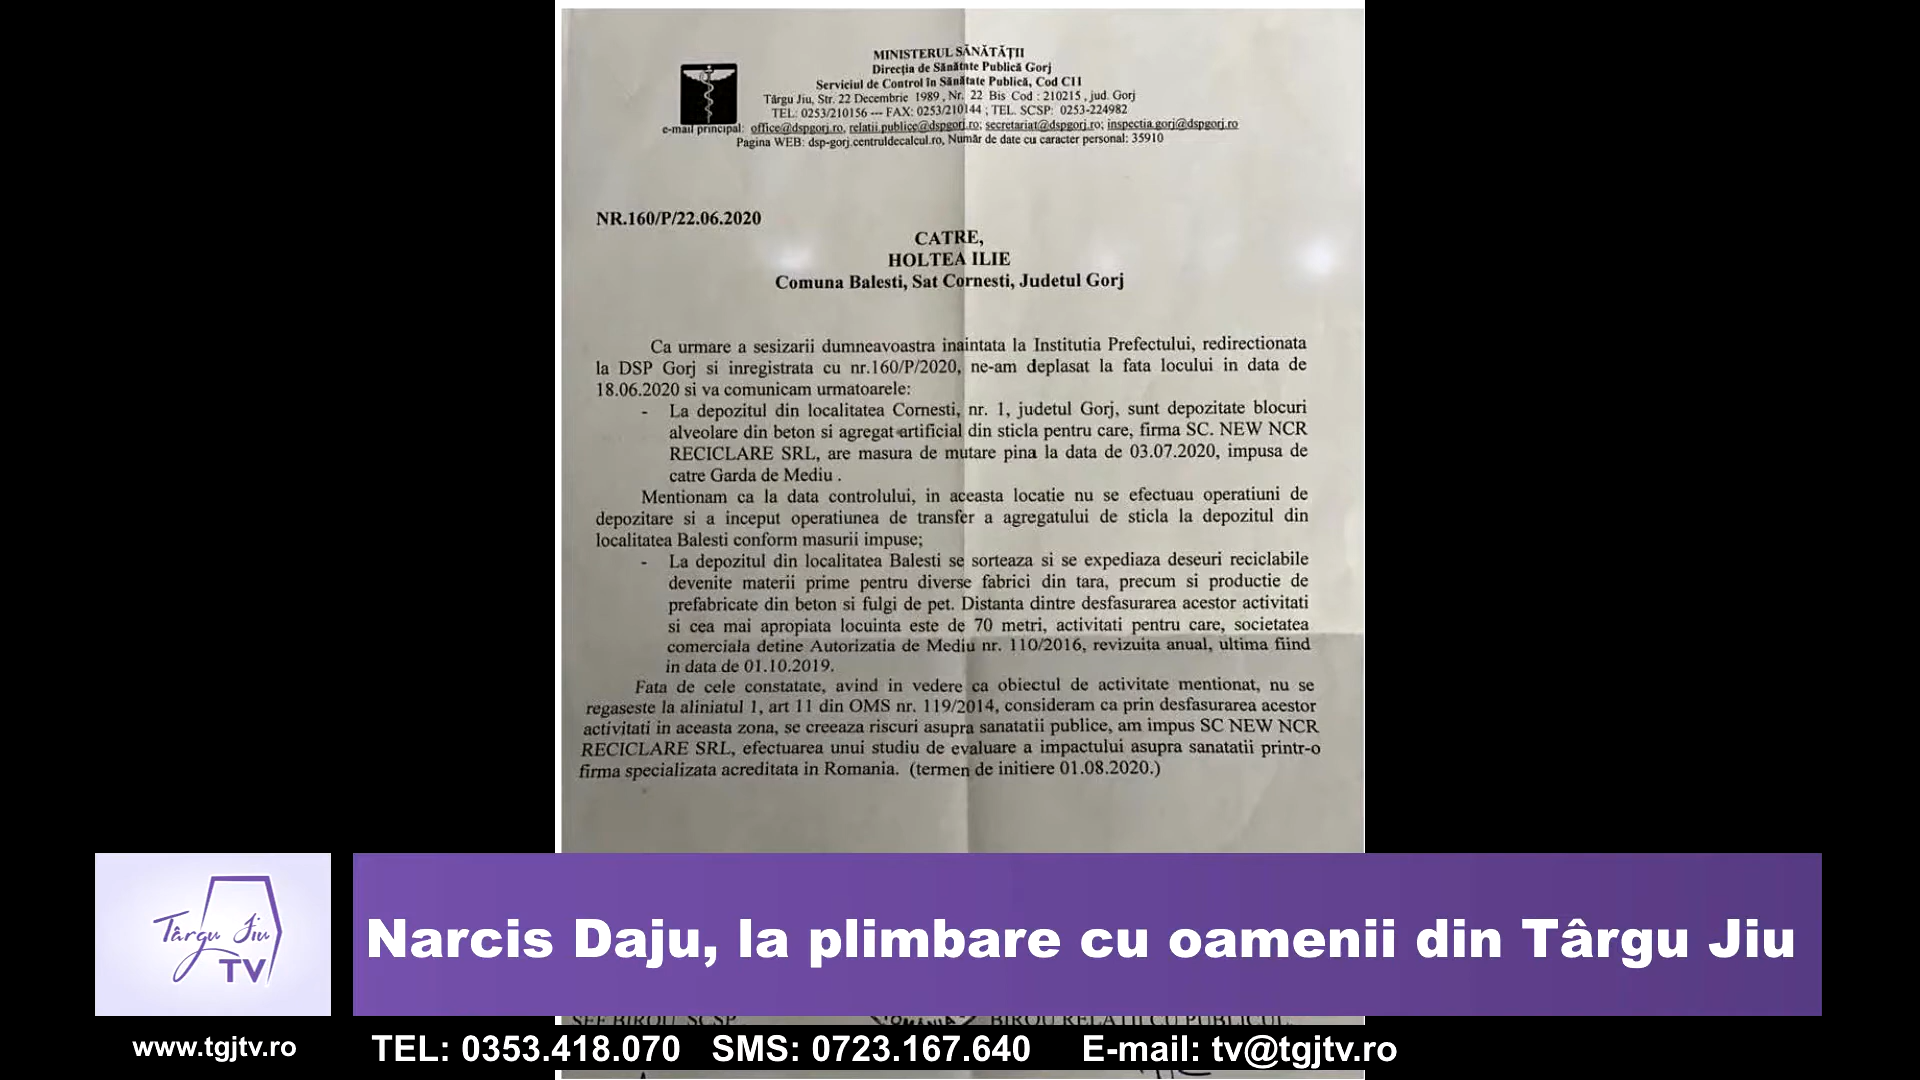 MINISTERUL SĂNĂTĂŢII
Direcţia de Sănătate Publică Gorj
Serviciul de Control în Sănătate Publică, Cod C11
Târgu Jiu, Str. 22 Decembrie 1989 , Nr. 22 Bis Cod : 210215 , jud. Gorj
TEL: 0253/210156 --- FAX: 0253/210144 ; TEL. SCSP: 0253-224982
e-mail principal: office@dspgorj.ro, relatii.publice@dspgorj.ro; secretariat@dspgorj.ro; inspectia.gorj@dspgorj.ro
Pagina WEB: dsp-gorj.centruldecalcul.ro, Număr de date cu caracter personal: 35910
NR.160/P/22.06.2020
CATRE,
HOLTEA ILIE
Comuna Balesti, Sat Cornesti, Judetul Gorj
Ca urmare a sesizarii dumneavoastra inaintata la Institutia Prefectului, redirectionata
la DSP Gorj si inregistrata cu nr.160/P/2020, ne-am deplasat la fata locului in data de
18.06.2020 si va comunicam urmatoarele:
- La depozitul din localitatea Cornesti, nr. 1, judetul Gorj, sunt depozitate blocuri
alveolare din beton si agregat artificial din sticla pentru care, firma SC. NEW NCR
RECICLARE SRL, are masura de mutare pina la data de 03.07.2020, impusa de
catre Garda de Mediu .
Mentionam ca la data controlului, in aceasta locatie nu se efectuau operatiuni de
depozitare si a inceput operatiunea de transfer a agregatului de sticla la depozitul din
localitatea Balesti conform masurii impuse;
- La depozitul din localitatea Balesti se sorteaza si se expediaza deseuri reciclabile
devenite materii prime pentru diverse fabrici din tara, precum si productie de
prefabricate din beton si fulgi de pet. Distanta dintre desfasurarea acestor activitati
si cea mai apropiata locuinta este de 70 metri, activitati pentru care, societatea
comerciala detine Autorizatia de Mediu nr. 110/2016, revizuita anual, ultima fiind
in data de 01.10.2019.
Fata de cele constatate, avind in vedere ca obiectul de activitate mentionat, nu se
regaseste la aliniatul 1, art 11 din OMS nr. 119/2014, consideram ca prin desfasurarea acestor
activitati in aceasta zona, se creeaza riscuri asupra sanatatii publice, am impus SC NEW NCR
RECICLARE SRL, efectuarea unui studiu de evaluare a impactului asupra sanatatii printr-o
firma specializata acreditata in Romania. (termen de initiere 01.08.2020.)
Târgu Jiu
TV
Narcis Daju, la plimbare cu oamenii din Târgu Jiu
SEF BIROU SCSP ROMÂNIA BIROU RELATII CU PUBLICUL
www.tgjtv.ro TEL: 0353.418.070 SMS: 0723.167.640 E-mail: tv@tgjtv.ro